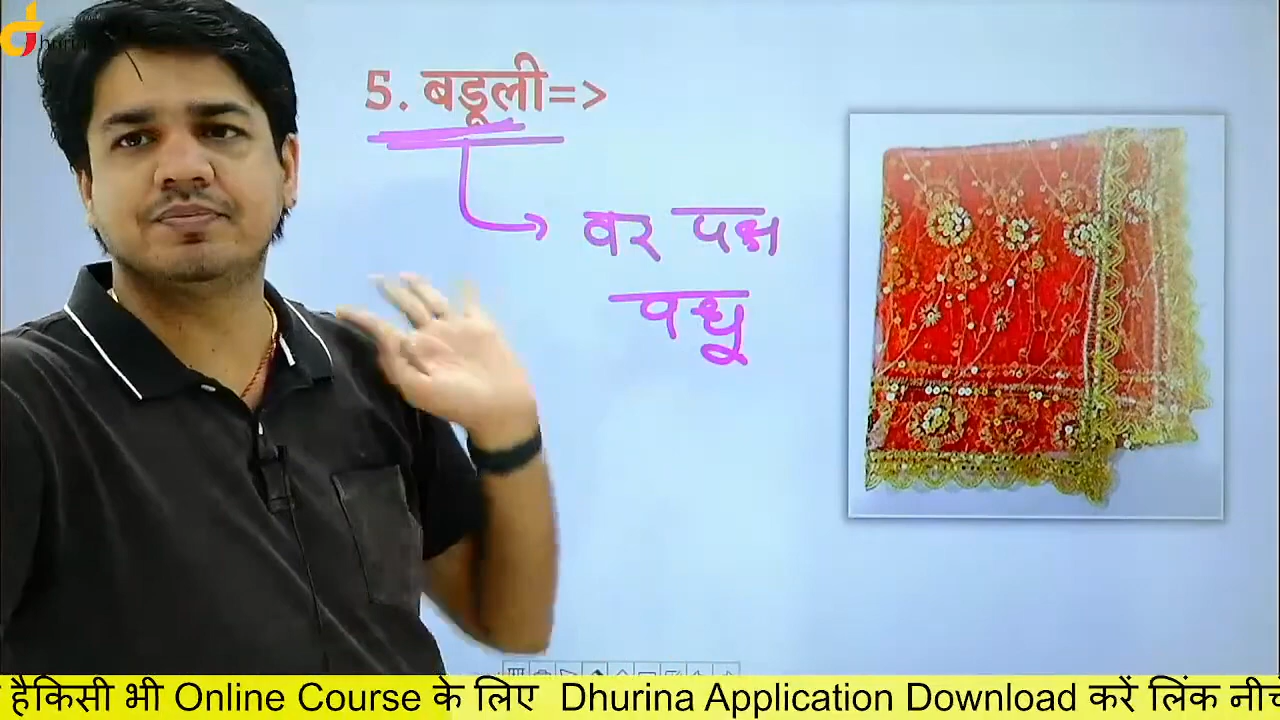 5. बडूली=>
वर पक्ष
वधू
है किसी भी Online Course के लिए Dhurina Application Download करें लिंक नीचे